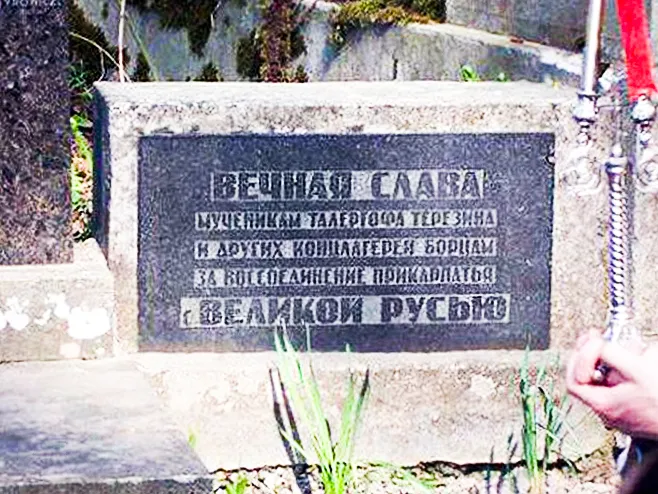 ВЕЧНАЯ СЛАВА
МУЧЕНИКАМ ТАЛЕРГОФА ТЕРЕЗИНА
И ДРУГИХ КОНЦЛАГЕРЕЙ БОРЦАМ
ЗА ВОССОЕДИНЕНИЕ ПРИКАРПАТЬЯ
С ВЕЛИКОЙ РУСЬЮ